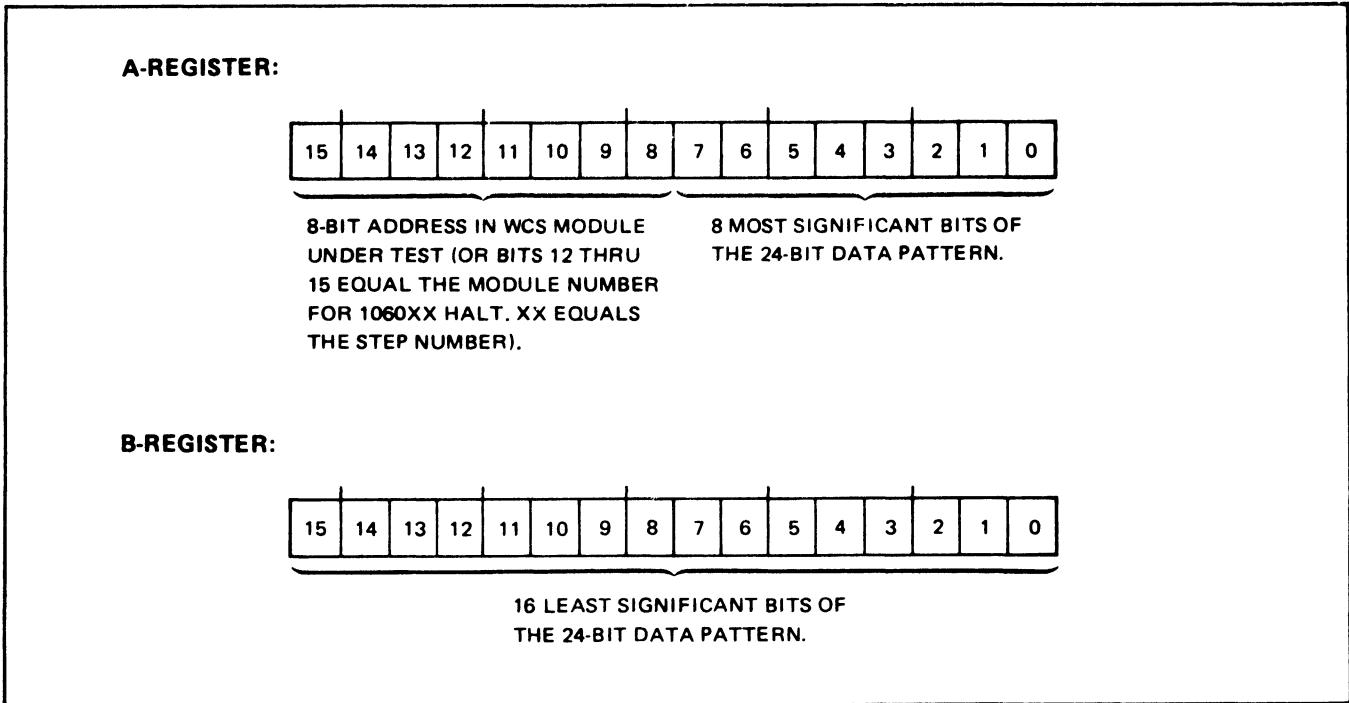 A-REGISTER:
15 14 13 12 11 10 9 8 7 6 5 4 3 2 1 0
8-BIT ADDRESS IN WCS MODULE
UNDER TEST (OR BITS 12 THRU
15 EQUAL THE MODULE NUMBER
FOR 1060XX HALT. XX EQUALS
THE STEP NUMBER).
8 MOST SIGNIFICANT BITS OF
THE 24-BIT DATA PATTERN.
B-REGISTER:
15 14 13 12 11 10 9 8 7 6 5 4 3 2 1 0
16 LEAST SIGNIFICANT BITS OF
THE 24-BIT DATA PATTERN.